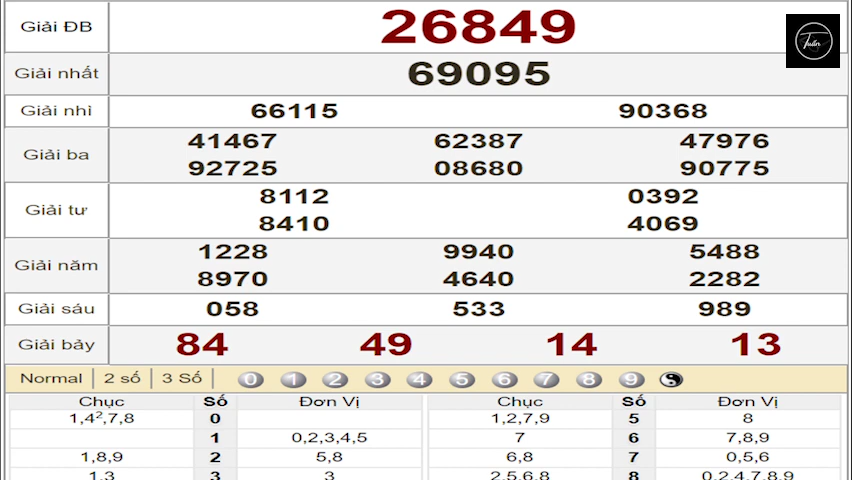 Giải ĐB 26849
Tuấn
Giải nhất 69095
Giải nhì 66115 90368
Giải ba 41467 62387 47976
92725 08680 90775
Giải tư 8112 0392
8410 4069
Giải năm 1228 9940 5488
8970 4640 2282
Giải sáu 058 533 989
Giải bảy 84 49 14 13
Normal 2 số 3 Số 0 1 2 3 4 5 6 7 8 9
Chục Số Đơn Vị Chục Số Đơn Vị
1,4²,7,8 0 1,2,7,9 5 8
1 0,2,3,4,5 7 6 7,8,9
1,8,9 2 5,8 6,8 7 0,5,6
1,3 3 3 2,5,6,8 8 0,2,4,7,8,9